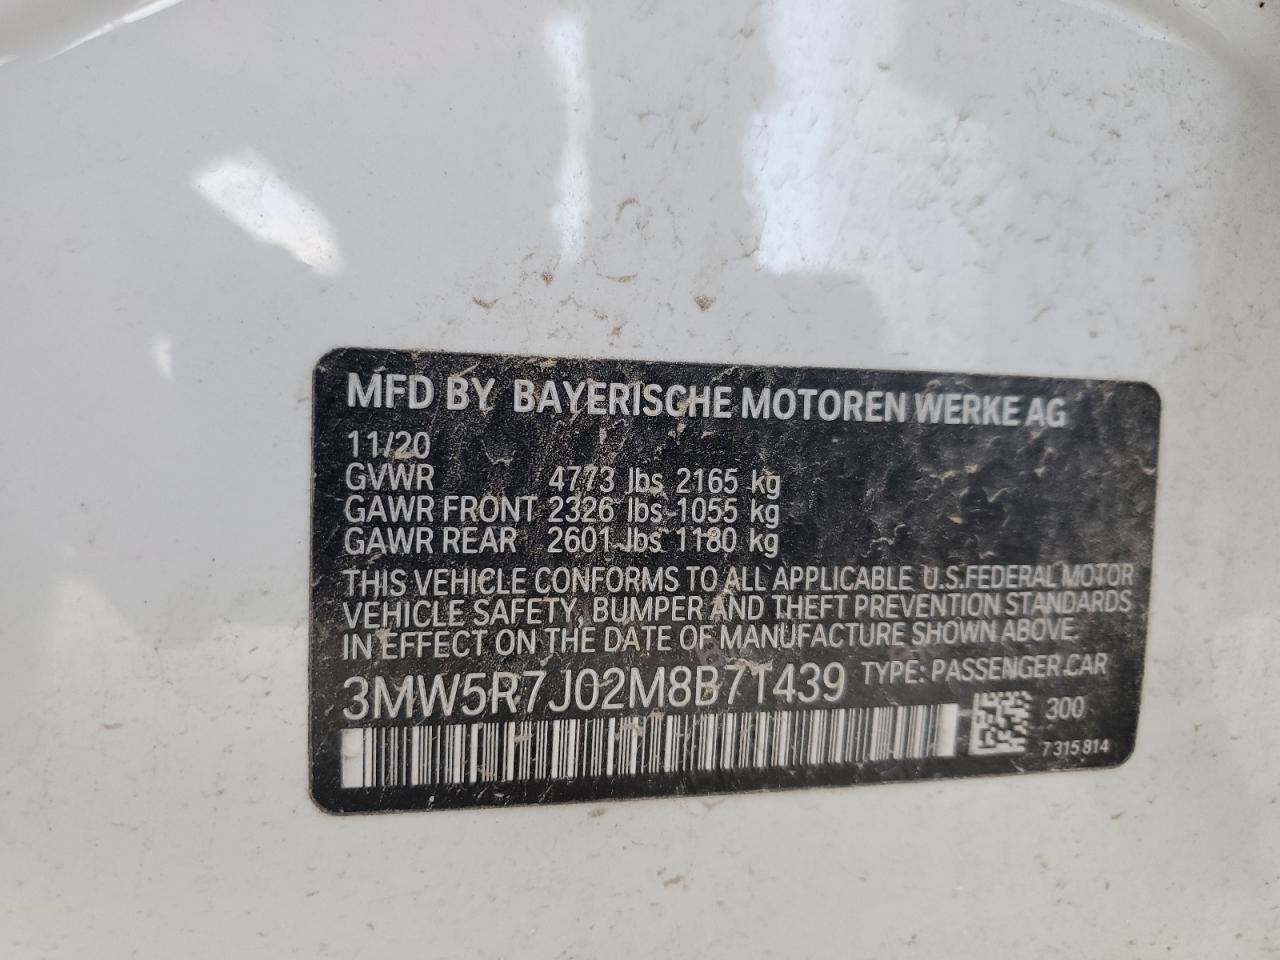 MFD BY BAYERISCHE MOTOREN WERKE AG
11/20
GVWR 4773 lbs 2165 kg
GAWR FRONT 2326 lbs 1055 kg
GAWR REAR 2601 lbs 1180 kg
THIS VEHICLE CONFORMS TO ALL APPLICABLE U.S.FEDERAL MOTOR
VEHICLE SAFETY, BUMPER AND THEFT PREVENTION STANDARDS
IN EFFECT ON THE DATE OF MANUFACTURE SHOWN ABOVE.
3MW5R7J02M8B7T439 TYPE: PASSENGER CAR
300
7315814